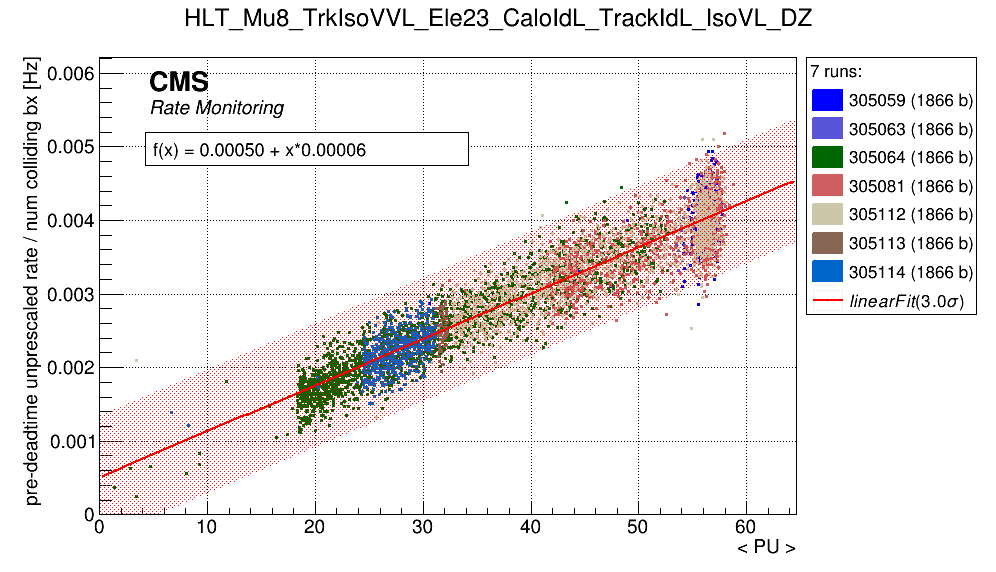 HLT_Mu8_TrkIsoVVL_Ele23_CaloIdL_TrackIdL_IsoVL_DZ
pre-deadtime unprescaled rate / num colliding bx [Hz]
CMS
Rate Monitoring
f(x) = 0.00050 + x*0.00006
0.006
0.005
0.004
0.003
0.002
0.001
0
0 10 20 30 40 50 60
< PU >
7 runs:
305059 (1866 b)
305063 (1866 b)
305064 (1866 b)
305081 (1866 b)
305112 (1866 b)
305113 (1866 b)
305114 (1866 b)
linearFit(3.0σ)